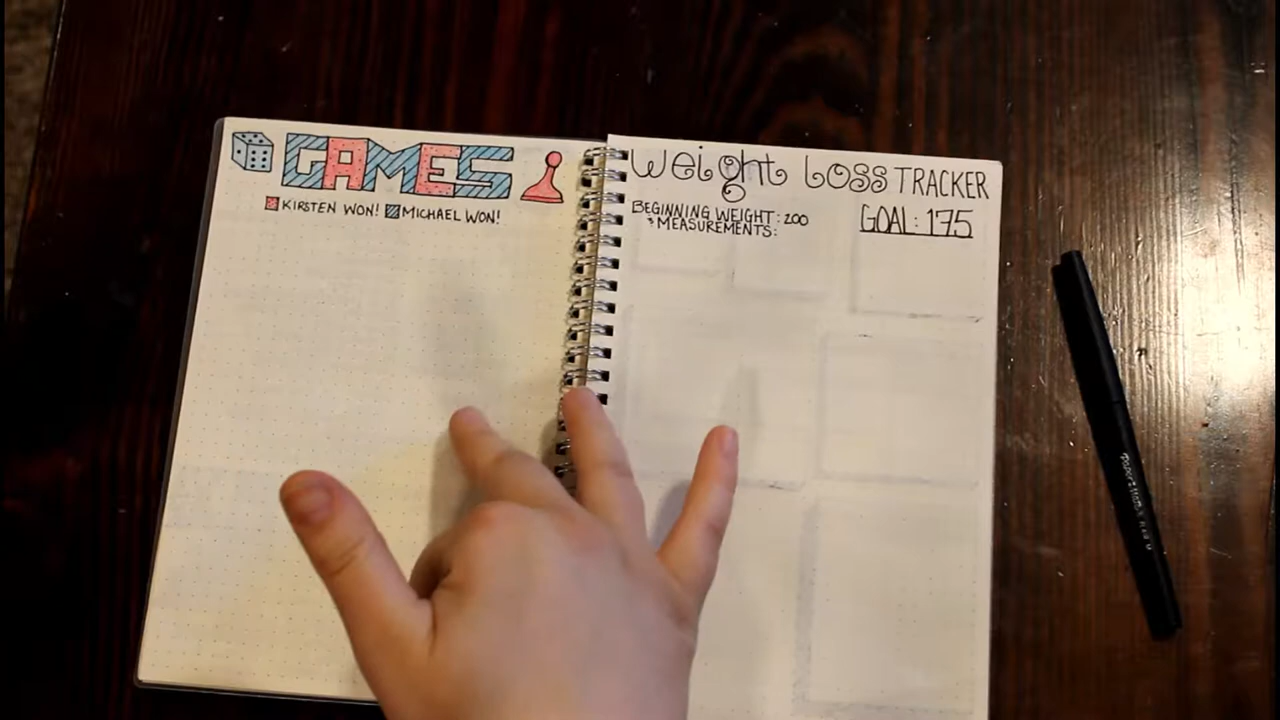 GAMES
KIRSTEN WON! MICHAEL WON!
Weight Loss TRACKER
BEGINNING WEIGHT: 200
& MEASUREMENTS:
GOAL: 175